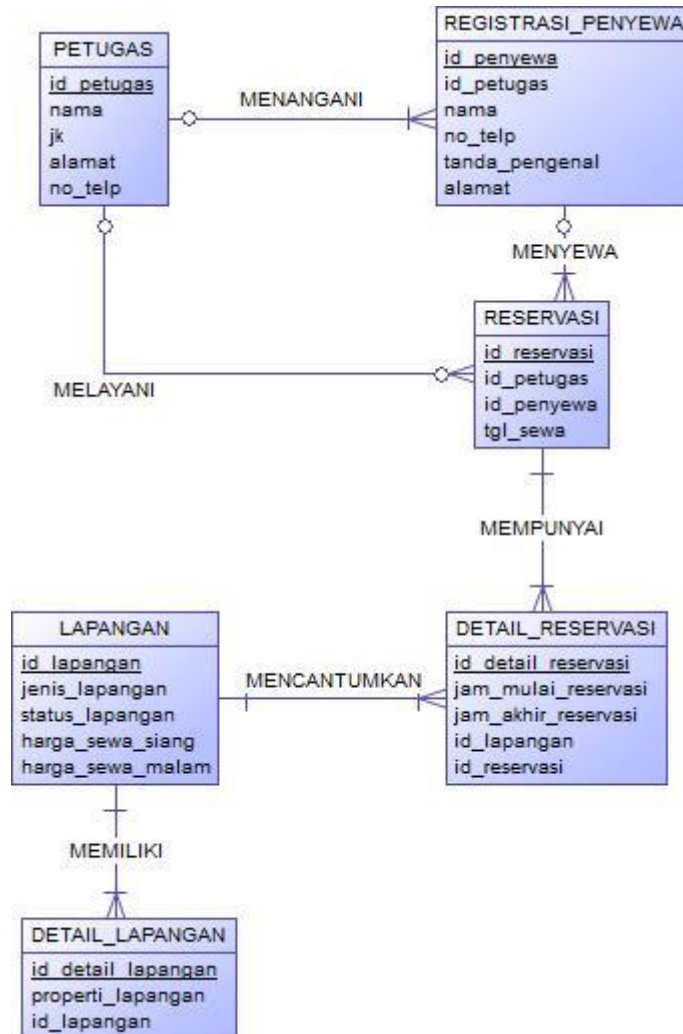 PETUGAS
id_petugas
nama
jk
alamat
no_telp
MENANGANI
REGISTRASI_PENYEWA
id_penyewa
id_petugas
nama
no_telp
tanda_pengenal
alamat
MENYEWA
RESERVASI
id_reservasi
id_petugas
id_penyewa
tgl_sewa
MELAYANI
MEMPUNYAI
LAPANGAN
id_lapangan
jenis_lapangan
status_lapangan
harga_sewa_siang
harga_sewa_malam
MENCANTUMKAN
DETAIL_RESERVASI
id_detail_reservasi
jam_mulai_reservasi
jam_akhir_reservasi
id_lapangan
id_reservasi
MEMILIKI
DETAIL_LAPANGAN
id_detail_lapangan
properti_lapangan
id_lapangan